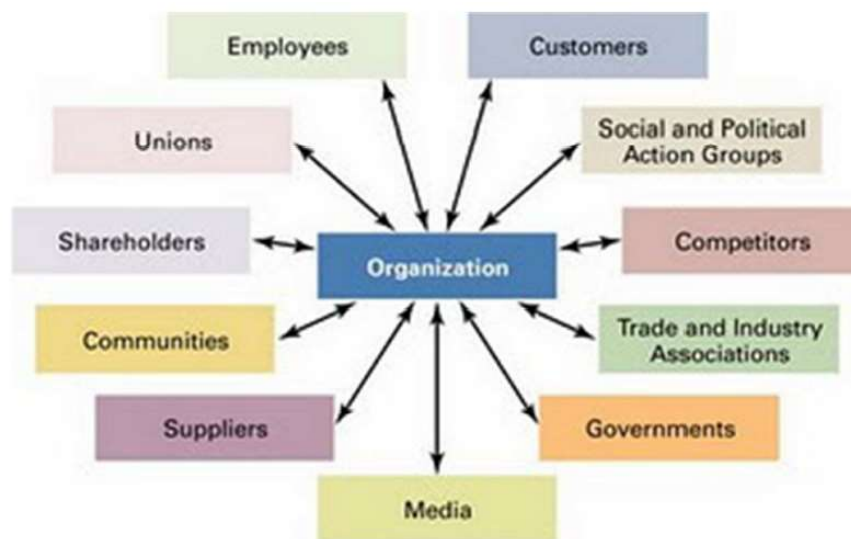 Employees
Customers
Unions
Social and Political
Action Groups
Shareholders
Organization
Competitors
Communities
Trade and Industry
Associations
Suppliers
Governments
Media